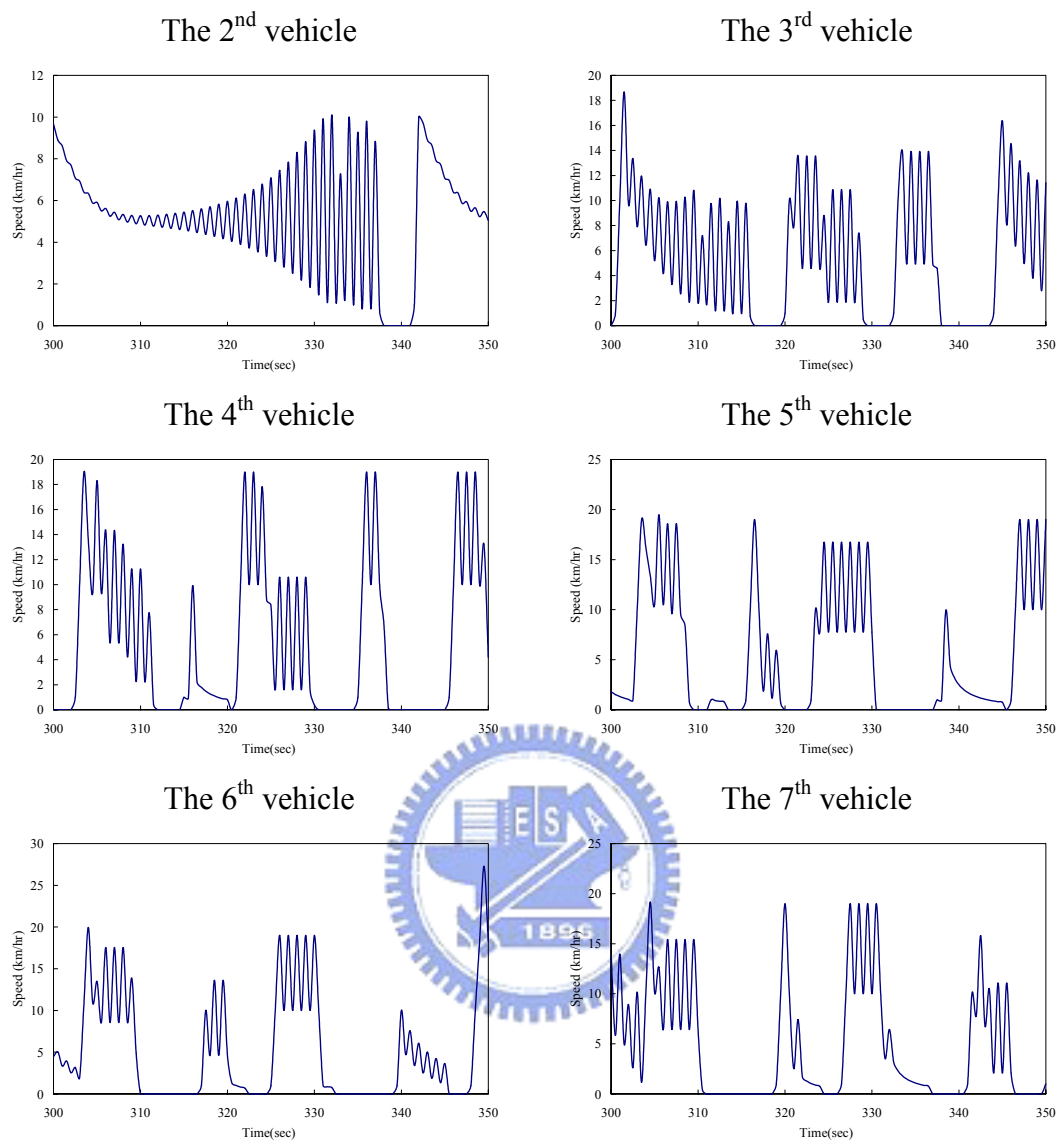 The 2nd vehicle
The 3rd vehicle
12
10
8
6
4
2
0
Speed (km/hr)
300 310 320 330 340 350
Time(sec)
20
18
16
14
12
10
8
6
4
2
0
Speed (km/hr)
300 310 320 330 340 350
Time(sec)
The 4th vehicle
The 5th vehicle
20
18
16
14
12
10
8
6
4
2
0
Speed (km/hr)
300 310 320 330 340 350
Time(sec)
25
20
15
10
5
0
Speed (km/hr)
300 310 320 330 340 350
Time(sec)
The 6th vehicle
The 7th vehicle
30
25
20
15
10
5
0
Speed (km/hr)
300 310 320 330 340 350
Time(sec)
25
20
15
10
5
0
Speed (km/hr)
300 310 320 330 340 350
Time(sec)
E S A
1896